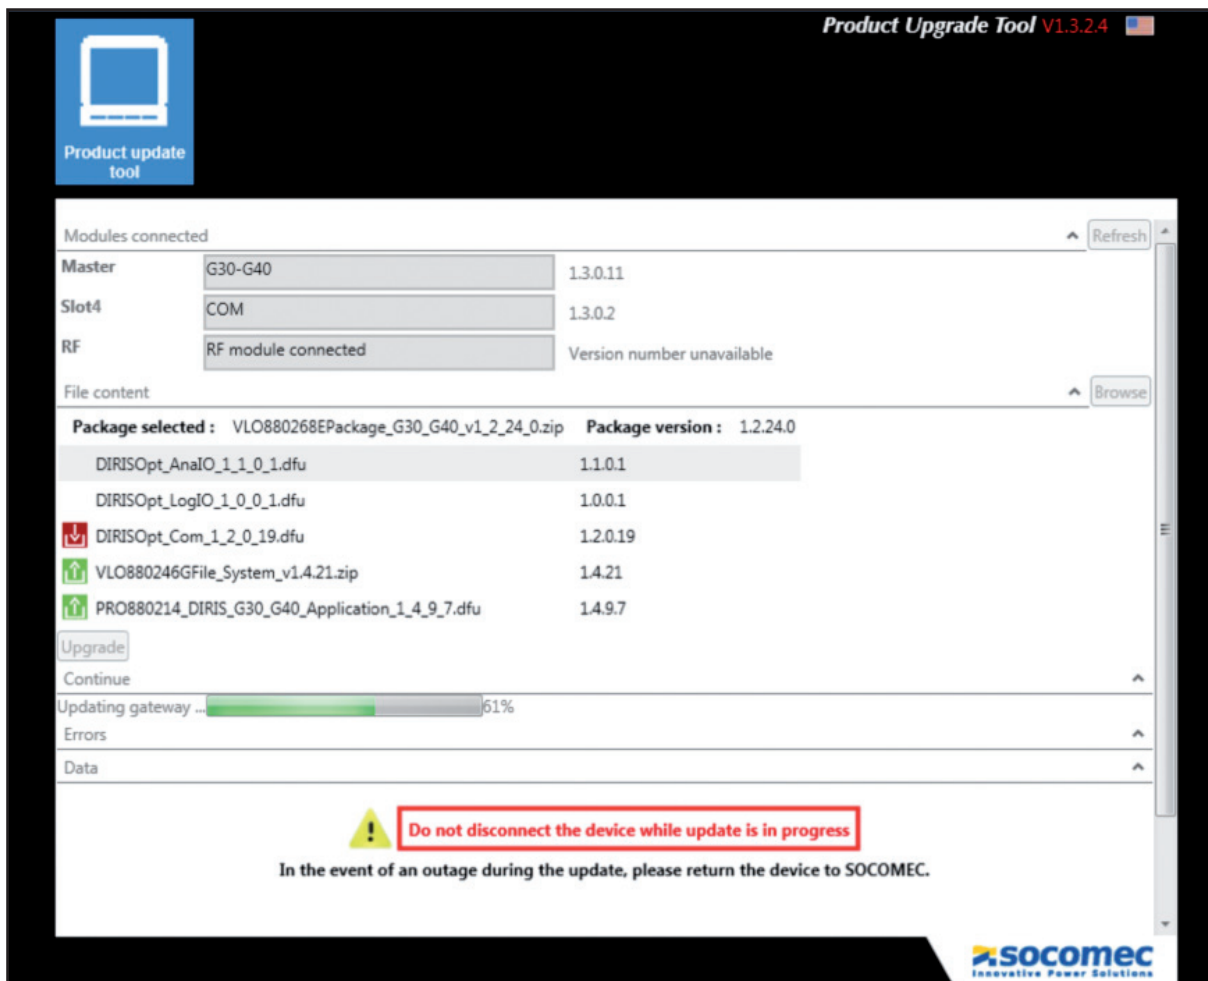 Product Upgrade Tool V1.3.2.4
Product update
tool
Modules connected Refresh
Master G30-G40 1.3.0.11
Slot4 COM 1.3.0.2
RF RF module connected Version number unavailable
File content Browse
Package selected : VLO880268EPackage_G30_G40_v1_2_24_0.zip Package version : 1.2.24.0
DIRISOpt_AnaIO_1_1_0_1.dfu 1.1.0.1
DIRISOpt_LogIO_1_0_0_1.dfu 1.0.0.1
DIRISOpt_Com_1_2_0_19.dfu 1.2.0.19
VLO880246GFile_System_v1.4.21.zip 1.4.21
PRO880214_DIRIS_G30_G40_Application_1_4_9_7.dfu 1.4.9.7
Upgrade
Continue
Updating gateway ... 61%
Errors
Data
Do not disconnect the device while update is in progress
In the event of an outage during the update, please return the device to SOCOMEC.
socomec
Innovative Power Solutions